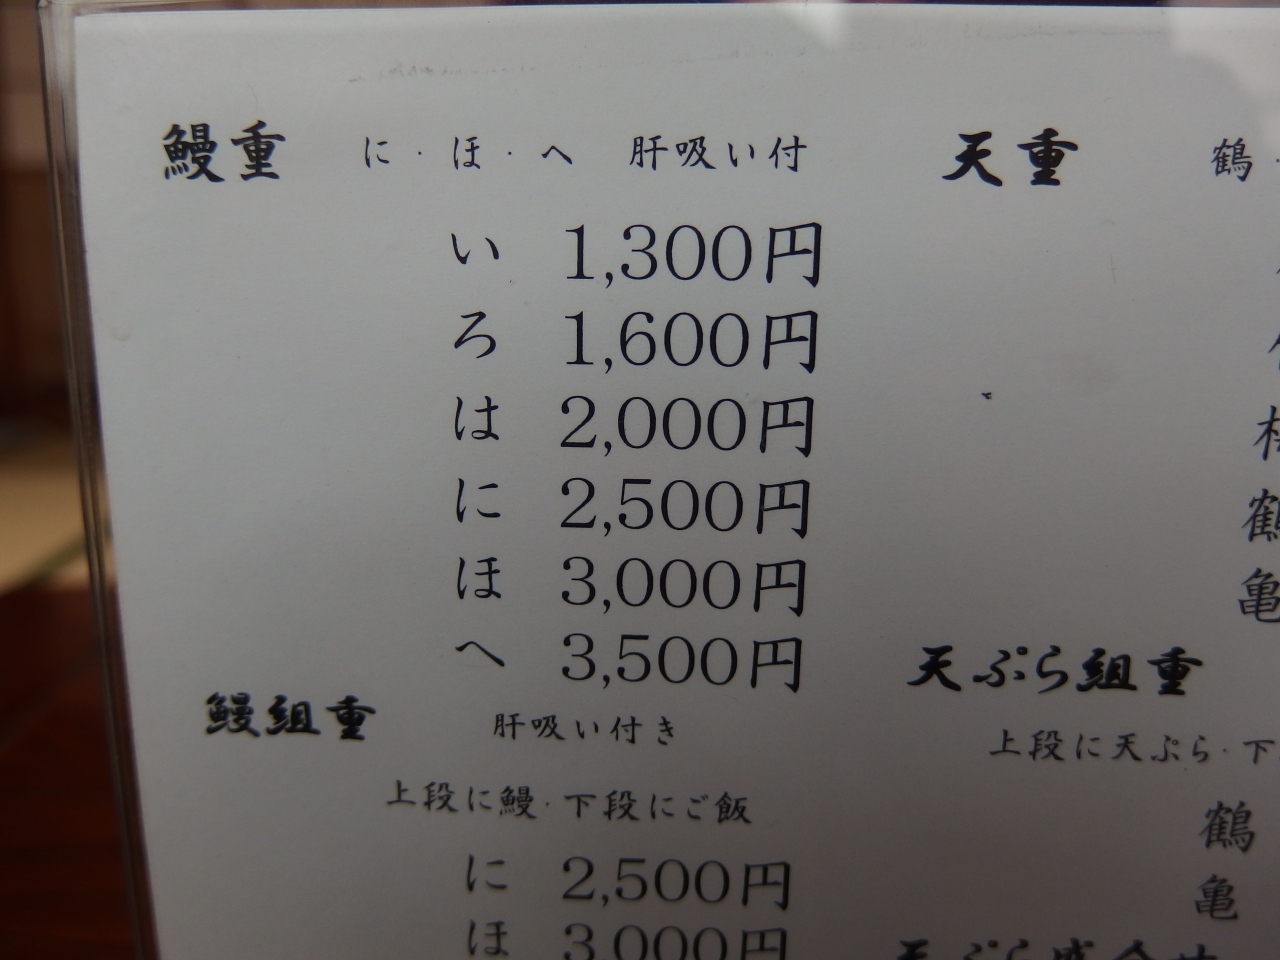 鰻重 に・ほ・へ 肝吸い付
い 1,300円
ろ 1,600円
は 2,000円
に 2,500円
ほ 3,000円
へ 3,500円
鰻組重 肝吸い付き
上段に鰻・下段にご飯
に 2,500円
ほ 3,000円
天重 鶴・
鶴
亀
天ぷら組重
上段に天ぷら・下
鶴
亀